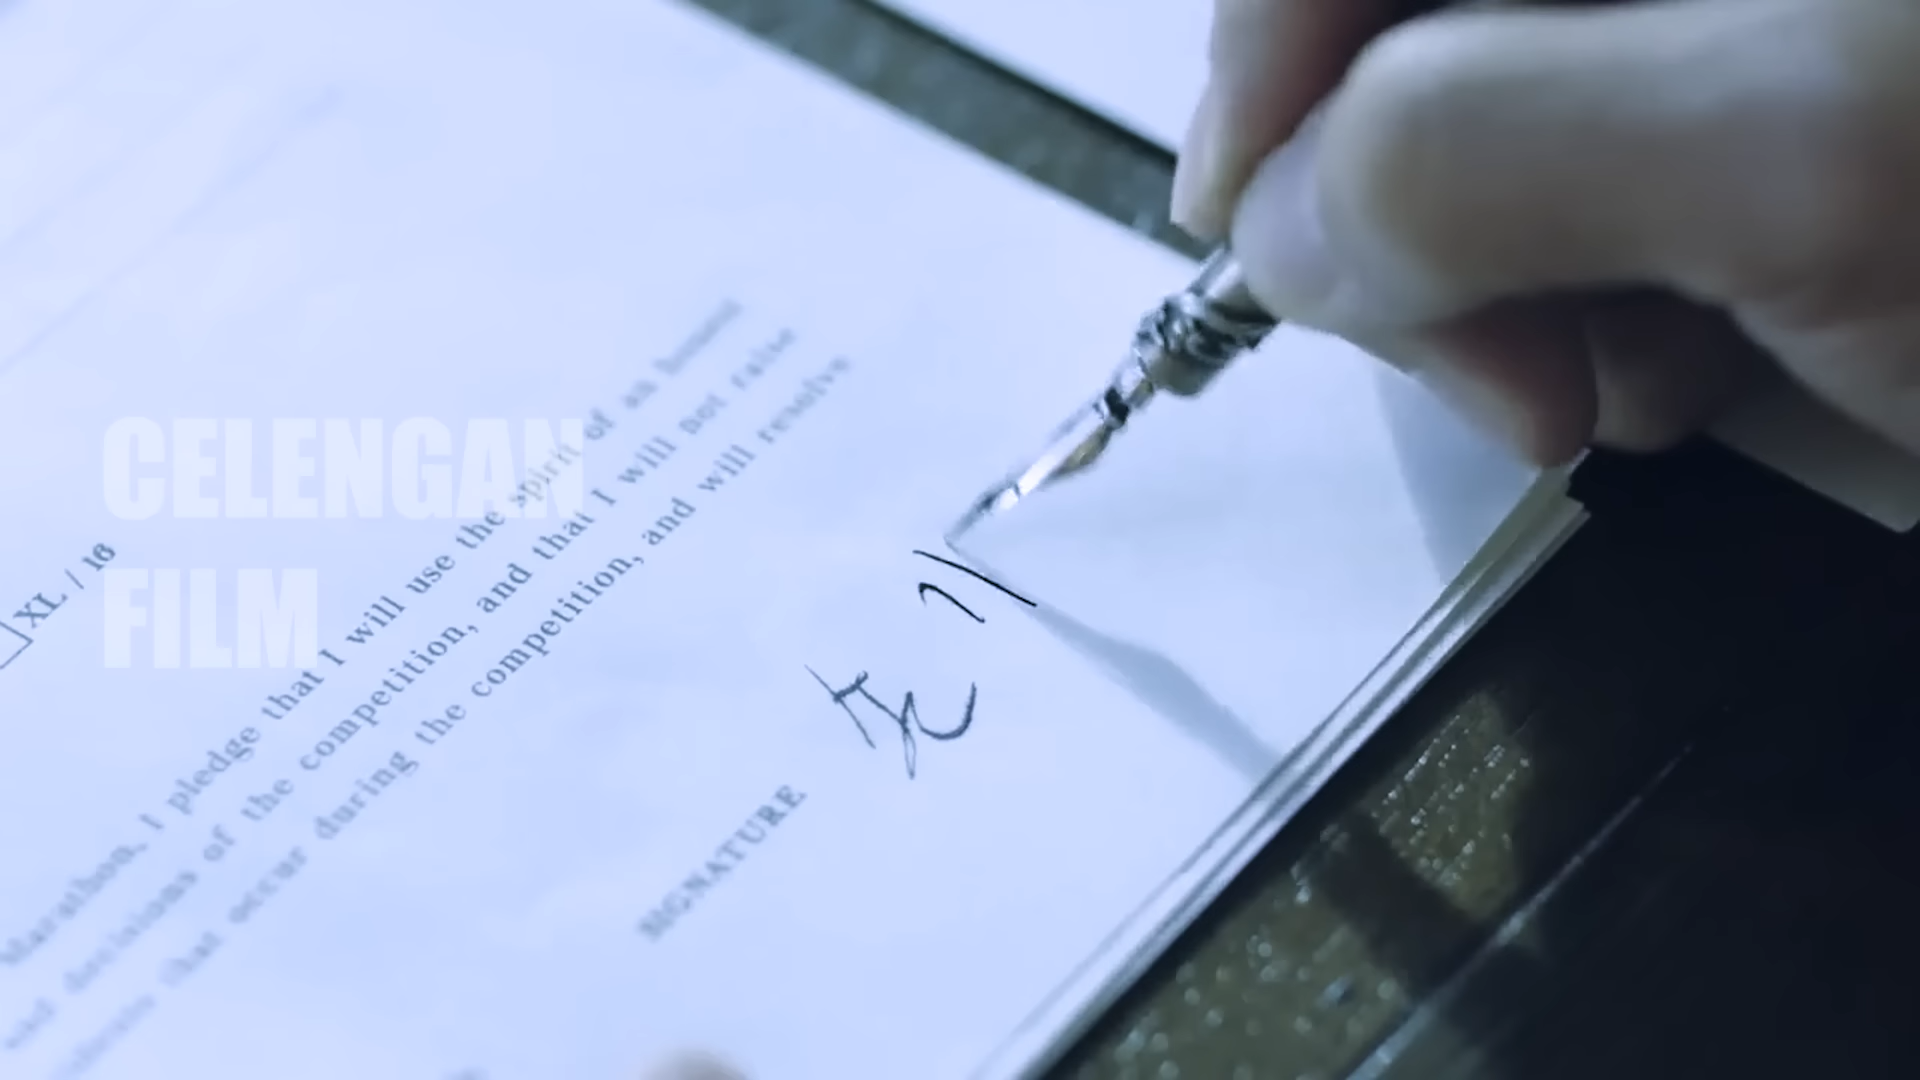 CELENGAN
FILM
XL / 16
Marathon, I pledge that I will use the spirit of an honest
and decisions of the competition, and that I will not raise
that occur during the competition, and will resolve
SIGNATURE